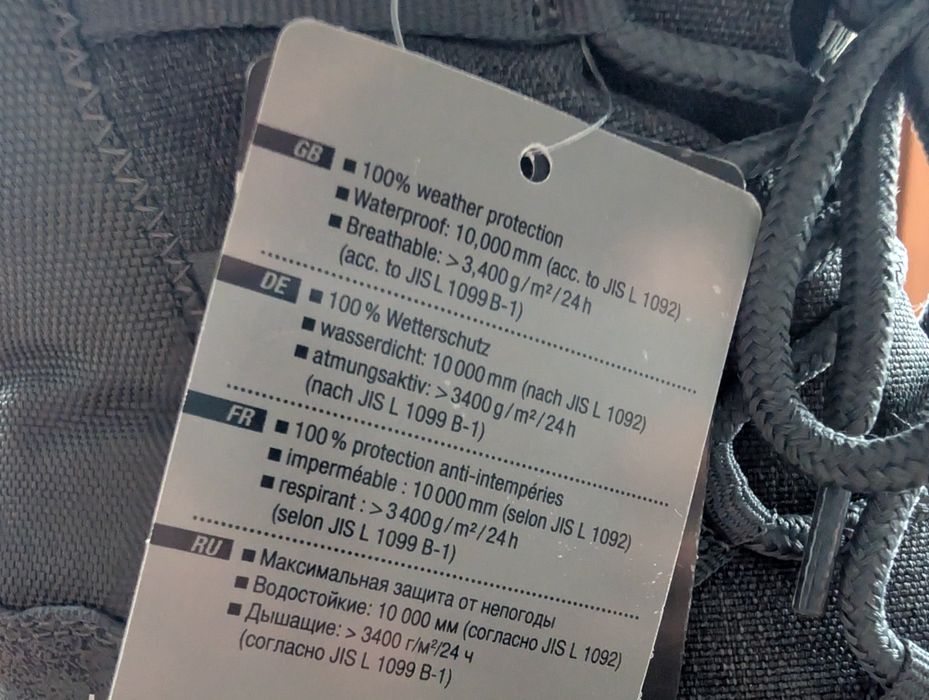 GB
■ 100% weather protection
■ Waterproof: 10,000 mm (acc. to JIS L 1092)
■ Breathable: > 3,400 g / m² / 24 h
(acc. to JIS L 1099 B-1)
DE
■ 100 % Wetterschutz
■ wasserdicht: 10 000 mm (nach JIS L 1092)
■ atmungsaktiv: > 3400 g / m² / 24 h
(nach JIS L 1099 B-1)
FR
■ 100 % protection anti-intempéries
■ imperméable : 10 000 mm (selon JIS L 1092)
■ respirant : > 3 400 g / m² / 24 h
(selon JIS L 1099 B-1)
RU
■ Максимальная защита от непогоды
■ Водостойкие: 10 000 мм (согласно JIS L 1092)
■ Дышащие: > 3400 г/м²/24 ч
(согласно JIS L 1099 B-1)